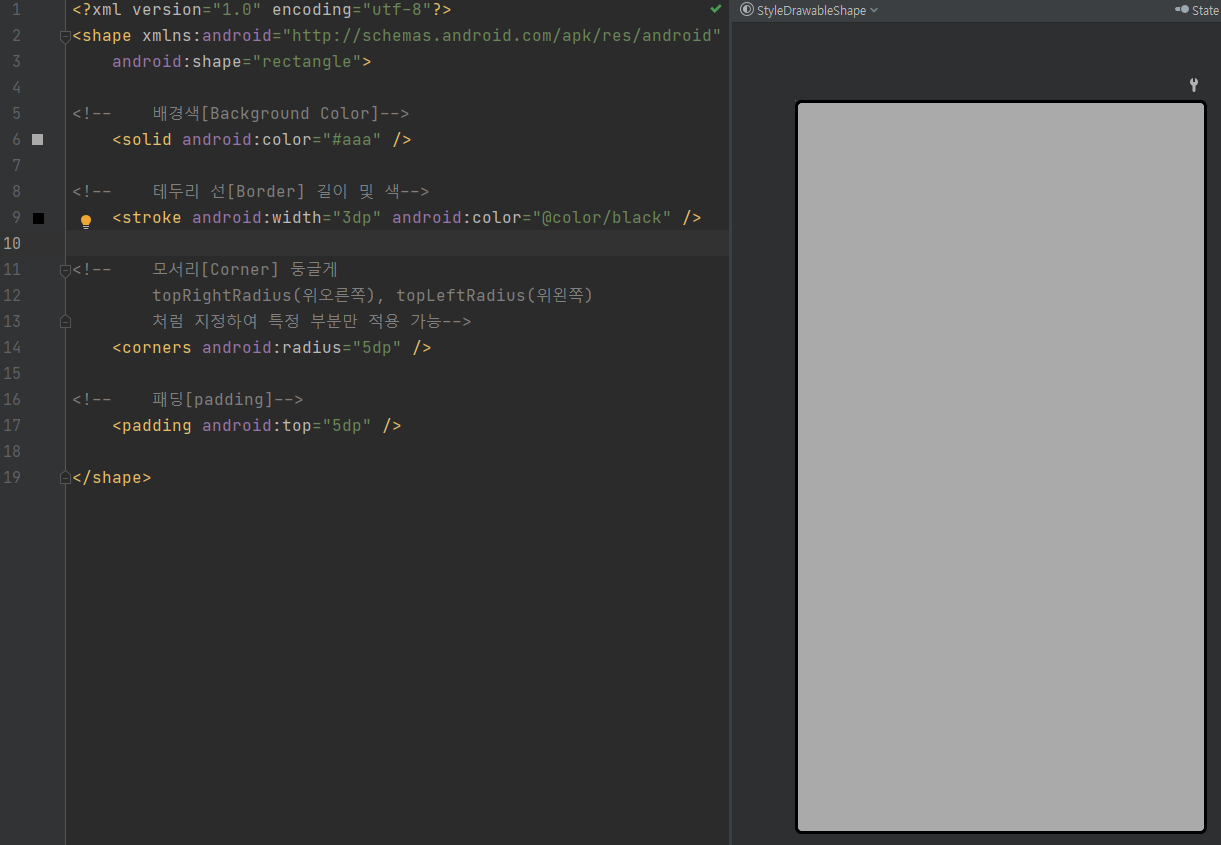 1 <?xml version="1.0" encoding="utf-8"?>
2 <shape xmlns:android="http://schemas.android.com/apk/res/android"
3     android:shape="rectangle">
4
5 <!--    배경색[Background Color]-->
6     <solid android:color="#aaa" />
7
8 <!--    테두리 선[Border] 길이 및 색-->
9     <stroke android:width="3dp" android:color="@color/black" />
10
11 <!--    모서리[Corner] 둥글게
12         topRightRadius(위오른쪽), topLeftRadius(위왼쪽)
13         처럼 지정하여 특정 부분만 적용 가능-->
14     <corners android:radius="5dp" />
15
16 <!--    패딩[padding]-->
17     <padding android:top="5dp" />
18
19 </shape>
StyleDrawableShape
State